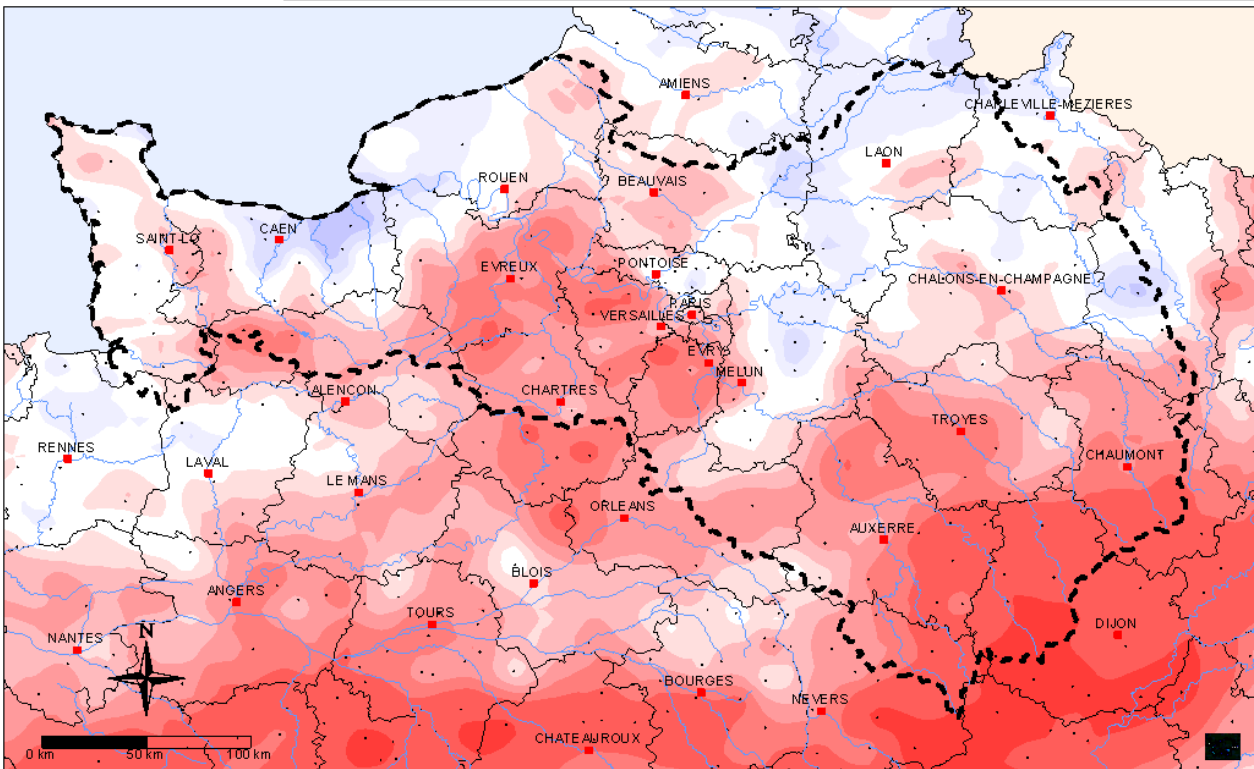 AMIENS
CHARLEVILLE-MEZIERES
LAON
ROUEN
BEAUVAIS
SAINT-LO
CAEN
PONTOISE
EVREUX
CHALONS-EN-CHAMPAGNE
PARIS
VERSAILLES
EVRY
MELUN
ALENÇON
CHARTRES
TROYES
RENNES
LAVAL
CHAUMONT
LE MANS
ORLEANS
AUXERRE
BLOIS
ANGERS
TOURS
DIJON
NANTES
N
BOURGES
NEVERS
CHATEAUROUX
0 km 50 km 100 km